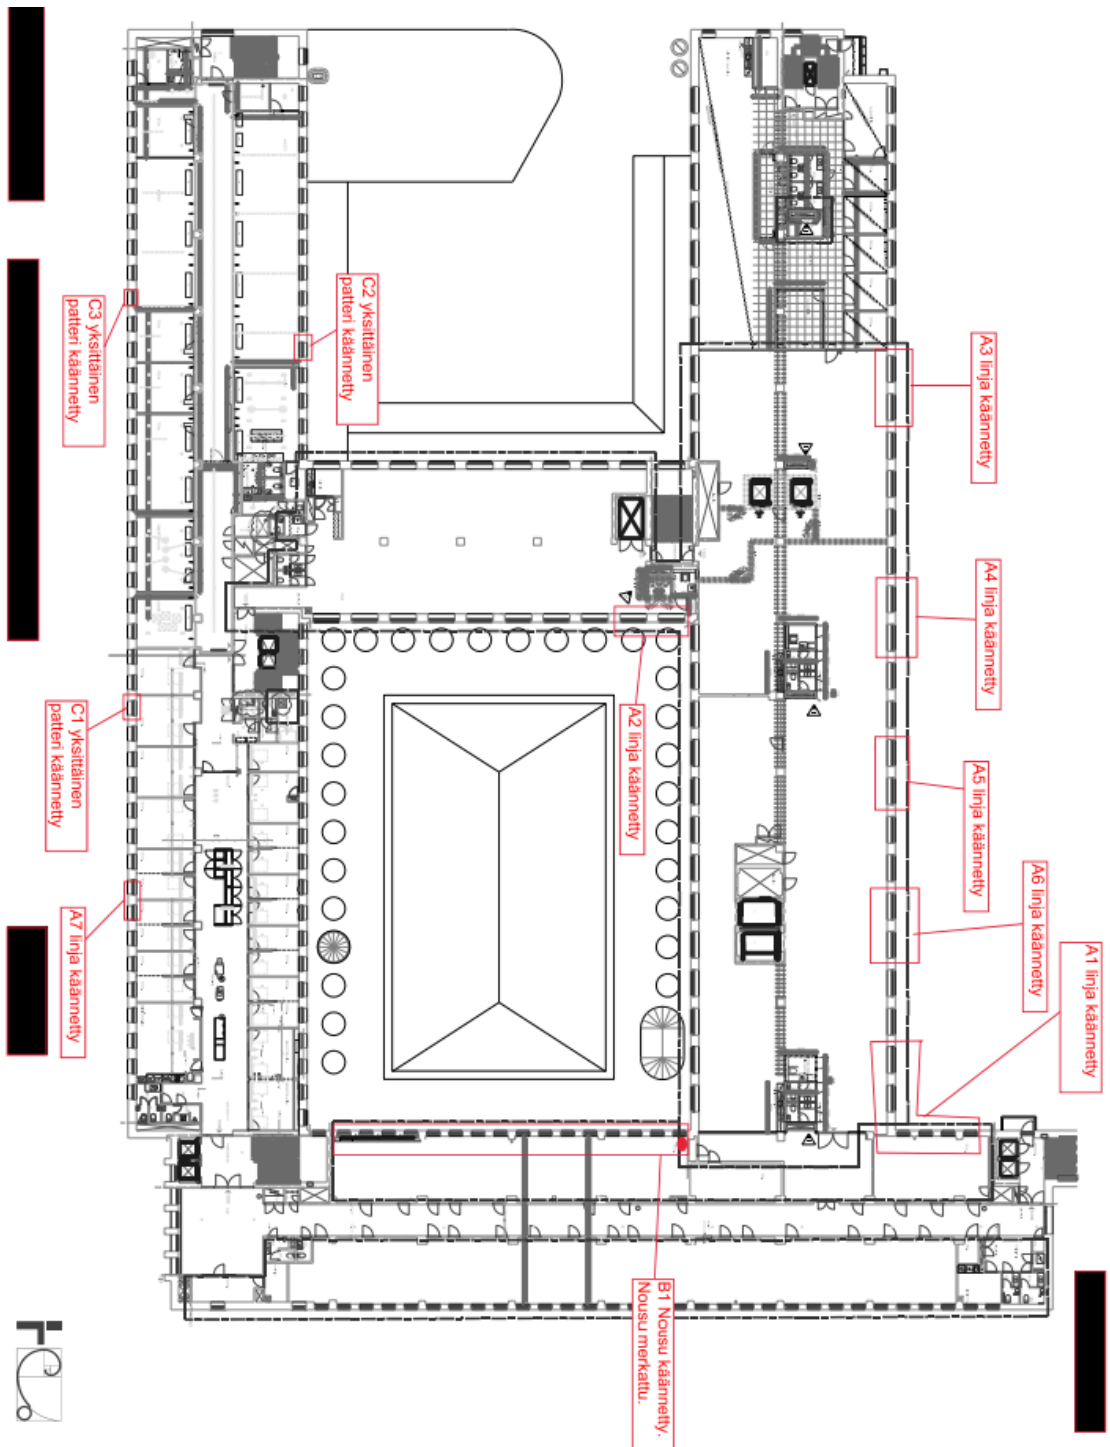 C3 yksittäinen
patteri käännetty
C2 yksittäinen
patteri käännetty
A3 linja käännetty
A4 linja käännetty
A2 linja käännetty
C1 yksittäinen
patteri käännetty
A5 linja käännetty
A6 linja käännetty
A7 linja käännetty
A1 linja käännetty
B1 Nousu käännetty.
Nousu merkattu.